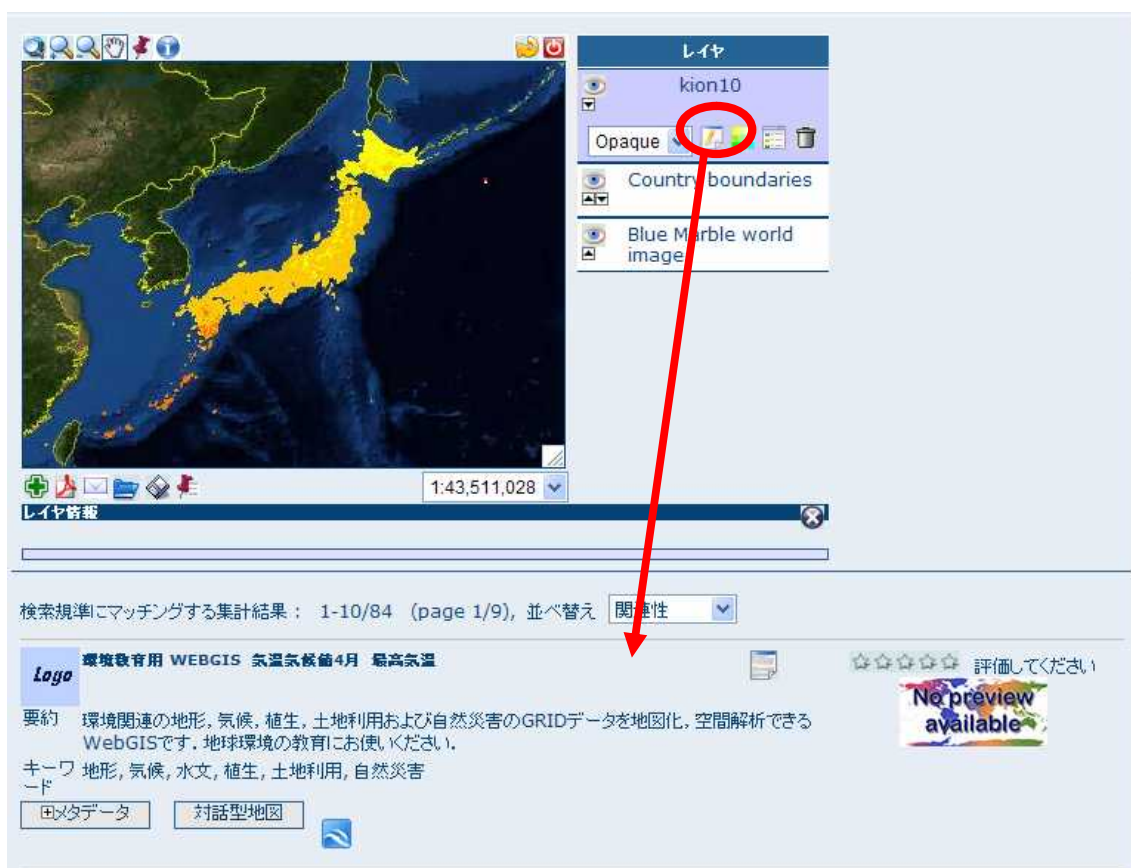 レイヤ
kion10
Opaque
Country boundaries
Blue Marble world
image
1:43,511,028
レイヤ情報
検索規準にマッチングする集計結果： 1-10/84 (page 1/9), 並べ替え 関連性
Logo
環境教育用 WEBGIS 気温気候値4月 最高気温
評価してください
No preview
available
要約 環境関連の地形, 気候, 植生, 土地利用および自然災害のGRIDデータを地図化, 空間解析できる
WebGISです. 地球環境の教育にお使いください.
キーワ 地形, 気候, 水文, 植生, 土地利用, 自然災害
ード
⊞メタデータ 対話型地図